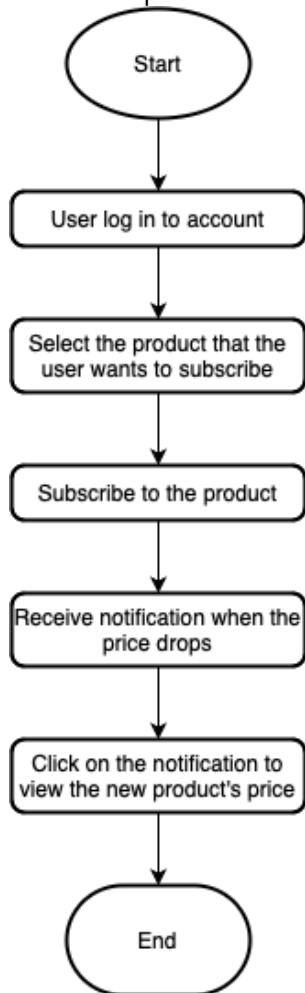 Start
User log in to account
Select the product that the
user wants to subscribe
Subscribe to the product
Receive notification when the
price drops
Click on the notification to
view the new product's price
End